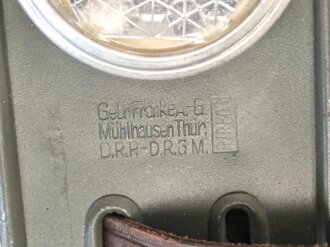 Gebr. Franke A.-G.
Mühlhausen Thür.
D.R.P.-D.R.G.M.